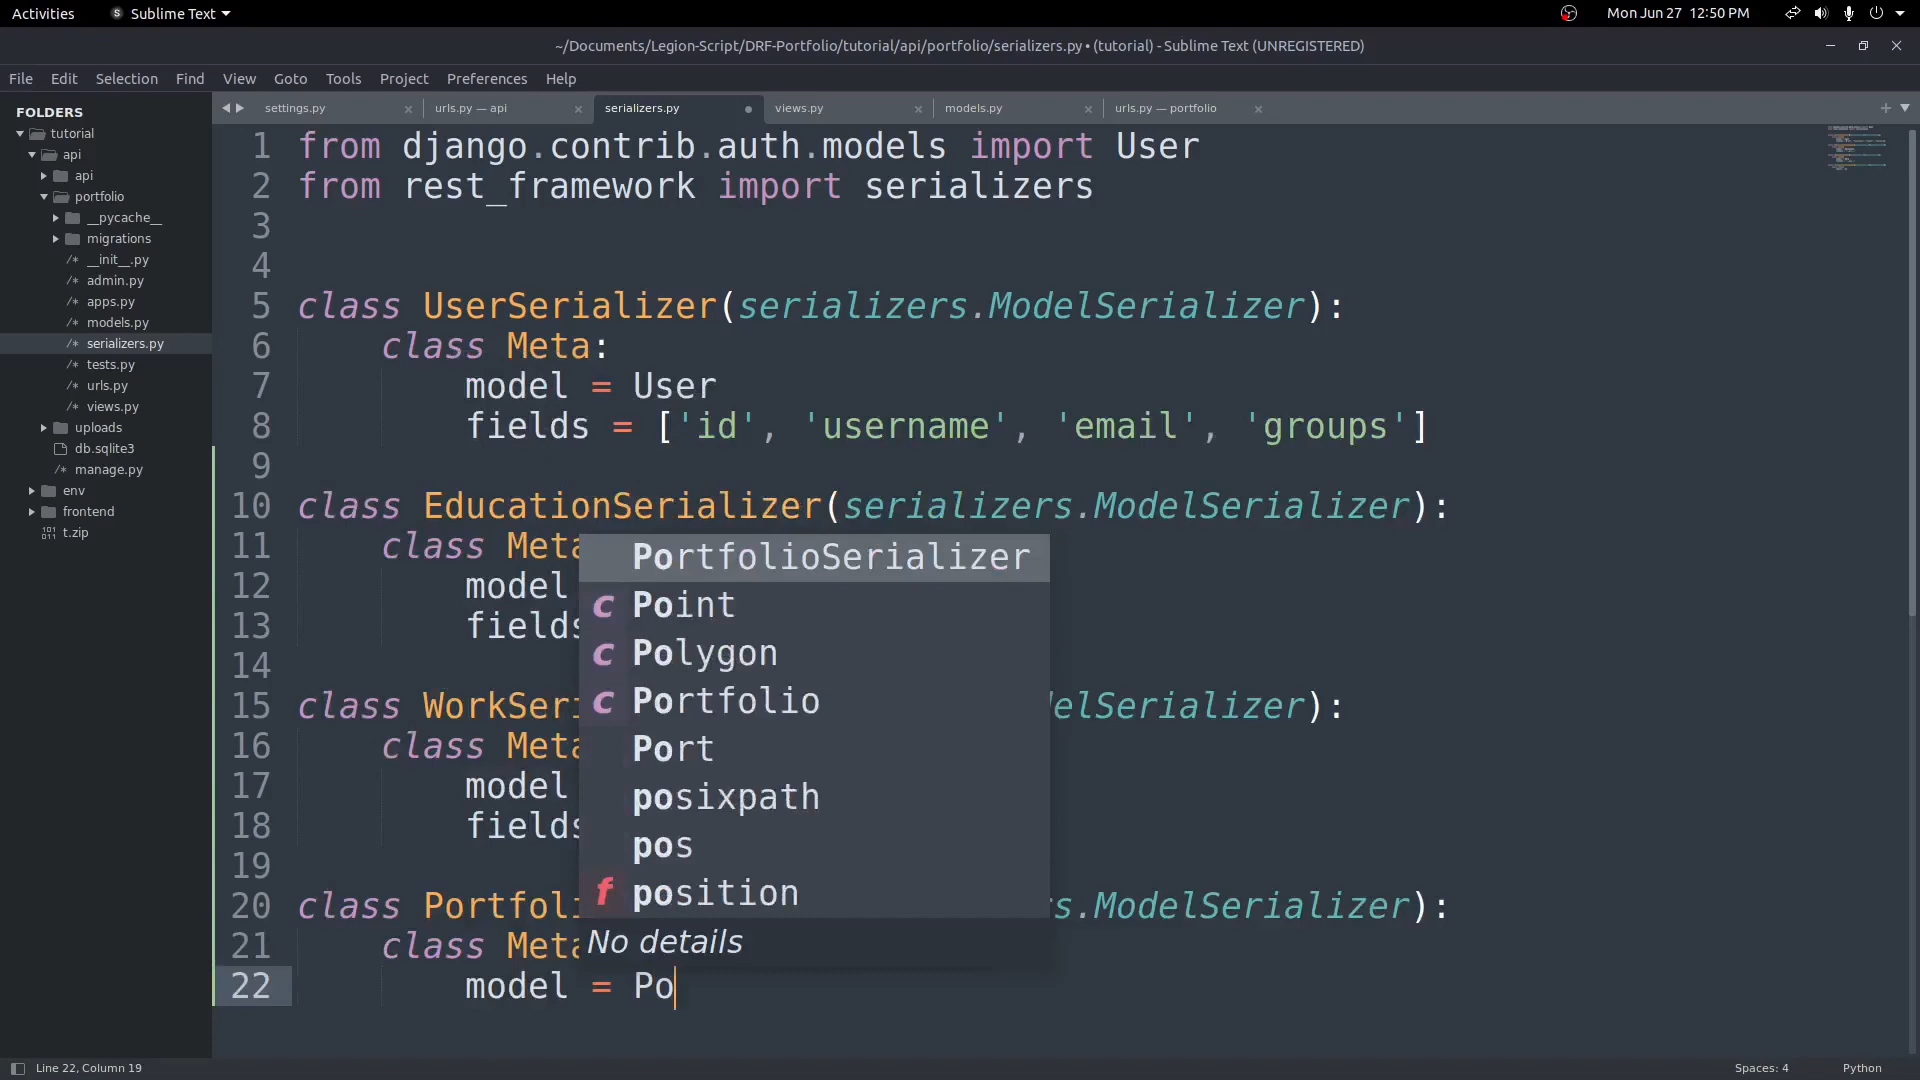 Activities
S Sublime Text
Mon Jun 27 12:50 PM
~/Documents/Legion-Script/DRF-Portfolio/tutorial/api/portfolio/serializers.py • (tutorial) - Sublime Text (UNREGISTERED)
File Edit Selection Find View Goto Tools Project Preferences Help
FOLDERS
tutorial
api
api
portfolio
__pycache__
migrations
/* __init__.py
/* admin.py
/* apps.py
/* models.py
/* serializers.py
/* tests.py
/* urls.py
/* views.py
uploads
db.sqlite3
/* manage.py
env
frontend
t.zip
settings.py
urls.py — api
serializers.py
views.py
models.py
urls.py — portfolio
1 from django.contrib.auth.models import User
2 from rest_framework import serializers
3
4
5 class UserSerializer(serializers.ModelSerializer):
6 class Meta:
7 model = User
8 fields = ['id', 'username', 'email', 'groups']
9
10 class EducationSerializer(serializers.ModelSerializer):
11 class Meta
12 model
13 fields
14
15 class WorkSeri delSerializer):
16 class Meta
17 model
18 fields
19
20 class Portfoli s.ModelSerializer):
21 class Meta
22 model = Po
PortfolioSerializer
c Point
c Polygon
c Portfolio
Port
posixpath
pos
f position
No details
Line 22, Column 19
Spaces: 4
Python